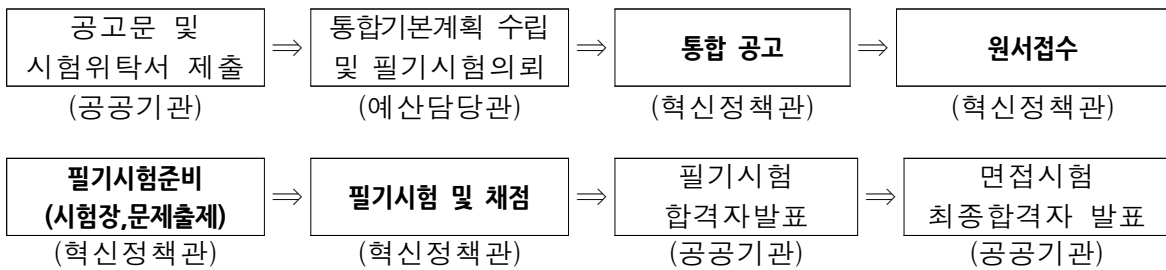 공고문 및
시험위탁서 제출
(공공기관)
⇒
통합기본계획 수립
및 필기시험의뢰
(예산담당관)
⇒
통합 공고
(혁신정책관)
⇒
원서접수
(혁신정책관)
필기시험준비
(시험장,문제출제)
(혁신정책관)
⇒
필기시험 및 채점
(혁신정책관)
⇒
필기시험
합격자발표
(공공기관)
⇒
면접시험
최종합격자 발표
(공공기관)